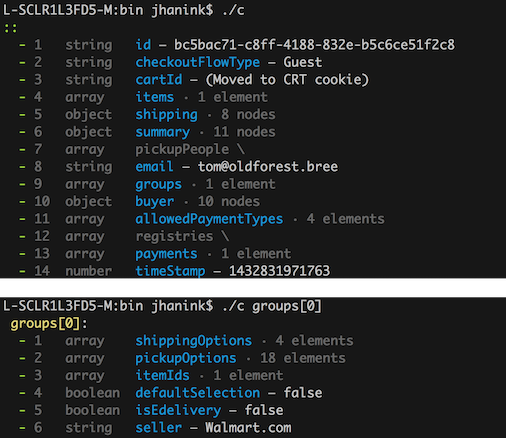 L-SCLR1L3FD5-M:bin jhanink$ ./c
::
- 1 string id – bc5bac71-c8ff-4188-832e-b5c6ce51f2c8
- 2 string checkoutFlowType – Guest
- 3 string cartId – (Moved to CRT cookie)
- 4 array items · 1 element
- 5 object shipping · 8 nodes
- 6 object summary · 11 nodes
- 7 array pickupPeople \
- 8 string email – tom@oldforest.bree
- 9 array groups · 1 element
- 10 object buyer · 10 nodes
- 11 array allowedPaymentTypes · 4 elements
- 12 array registries \
- 13 array payments · 1 element
- 14 number timeStamp – 1432831971763
L-SCLR1L3FD5-M:bin jhanink$ ./c groups[0]
groups[0]:
- 1 array shippingOptions · 4 elements
- 2 array pickupOptions · 18 elements
- 3 array itemIds · 1 element
- 4 boolean defaultSelection – false
- 5 boolean isEdelivery – false
- 6 string seller – Walmart.com